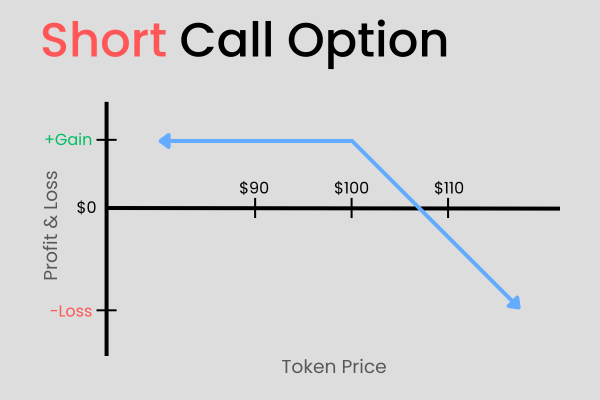 Short Call Option
+Gain
$90 $100 $110
$0
Profit & Loss
-Loss
Token Price